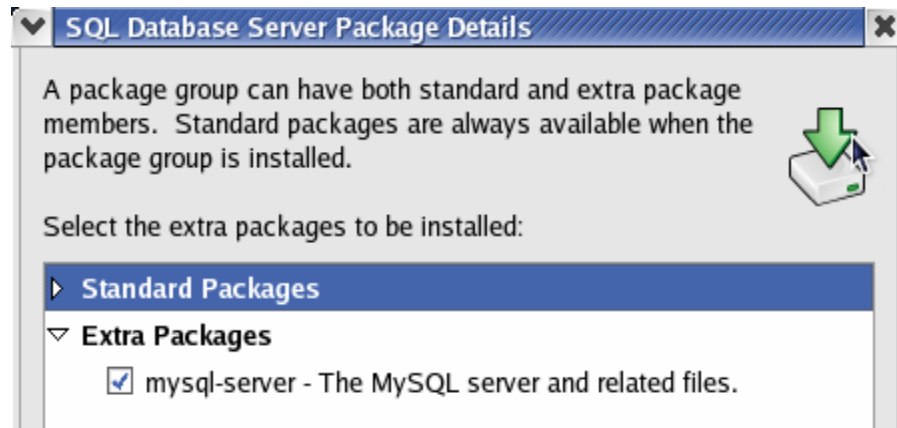 SQL Database Server Package Details
A package group can have both standard and extra package
members.  Standard packages are always available when the
package group is installed.
Select the extra packages to be installed:
Standard Packages
Extra Packages
mysql-server - The MySQL server and related files.